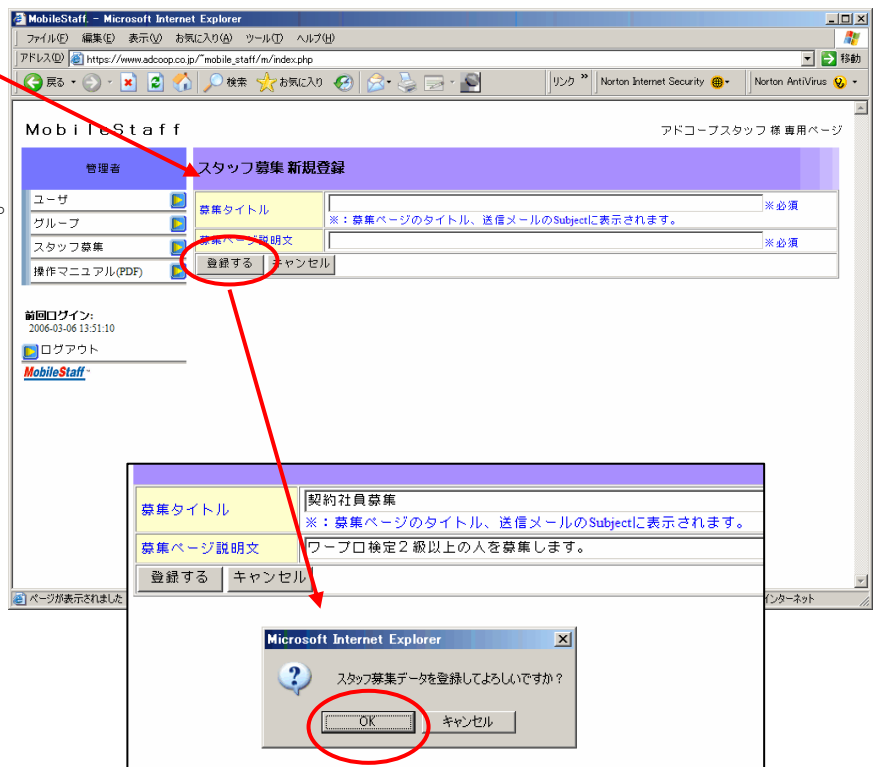 MobileStaff. - Microsoft Internet Explorer
ファイル(F) 編集(E) 表示(V) お気に入り(A) ツール(T) ヘルプ(H)
アドレス(D) https://www.adcoop.co.jp/~mobile_staff/m/index.php 移動
戻る 検索 お気に入り リンク » Norton Internet Security Norton AntiVirus
MobileStaff アドコープスタッフ 様 専用ページ
管理者 スタッフ募集 新規登録
ユーザ
グループ
スタッフ募集
操作マニュアル(PDF)
募集タイトル ※必須
※：募集ページのタイトル、送信メールのSubjectに表示されます。
募集ページ説明文 ※必須
登録する キャンセル
前回ログイン:
2006-03-06 13:51:10
ログアウト
MobileStaff
募集タイトル 契約社員募集
※：募集ページのタイトル、送信メールのSubjectに表示されます。
募集ページ説明文 ワープロ検定２級以上の人を募集します。
登録する キャンセル
ページが表示されました インターネット
Microsoft Internet Explorer
スタッフ募集データを登録してよろしいですか？
OK キャンセル